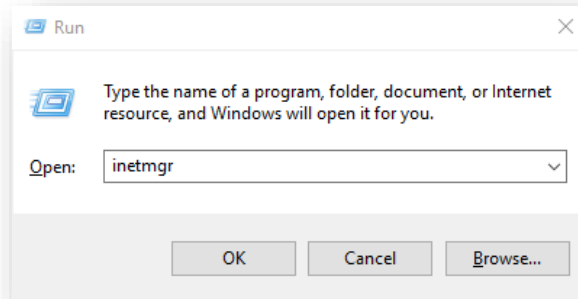 Run
Type the name of a program, folder, document, or Internet
resource, and Windows will open it for you.
Open: inetmgr
OK Cancel Browse...